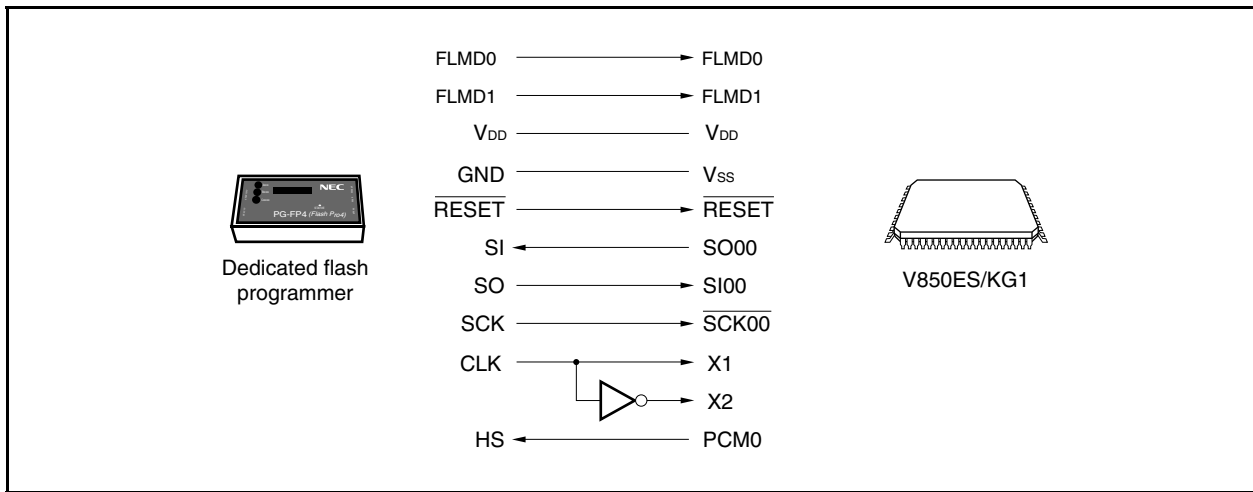 FLMD0 FLMD0
FLMD1 FLMD1
VDD VDD
GND VSS
RESET RESET
SI SO00
SO SI00
SCK SCK00
CLK X1
X2
HS PCM0
NEC
PG-FP4 (Flash Pro4)
Dedicated flash
programmer
V850ES/KG1